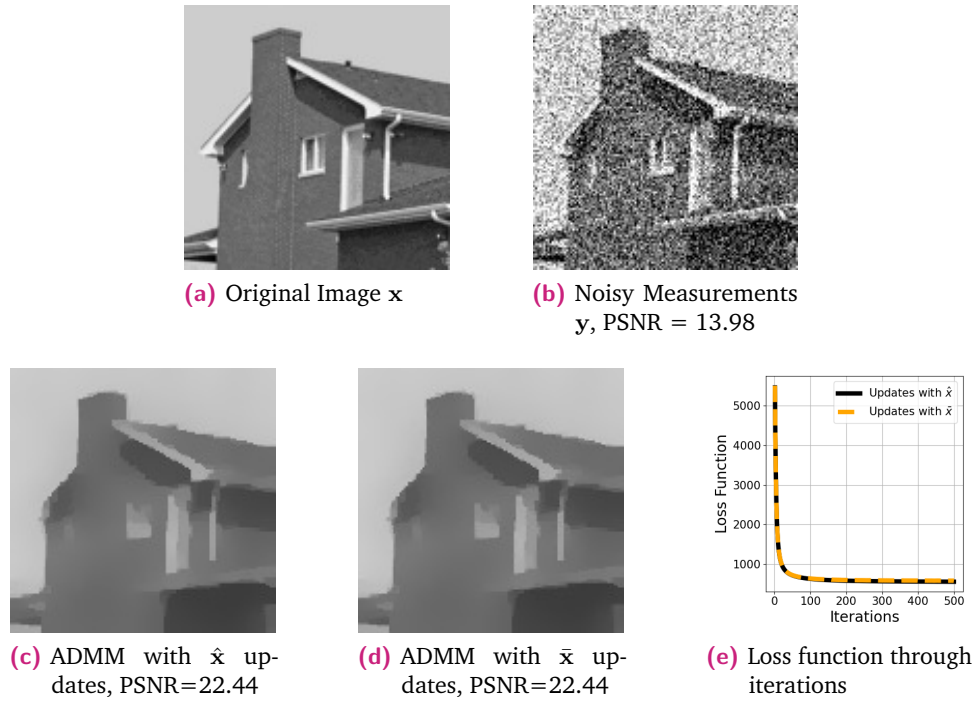 (a) Original Image x
(b) Noisy Measurements
y, PSNR = 13.98
(c) ADMM with x̂ up-
dates, PSNR=22.44
(d) ADMM with x̄ up-
dates, PSNR=22.44
Updates with x̂
Updates with x̄
Loss Function
5000
4000
3000
2000
1000
0 100 200 300 400 500
Iterations
(e) Loss function through
iterations